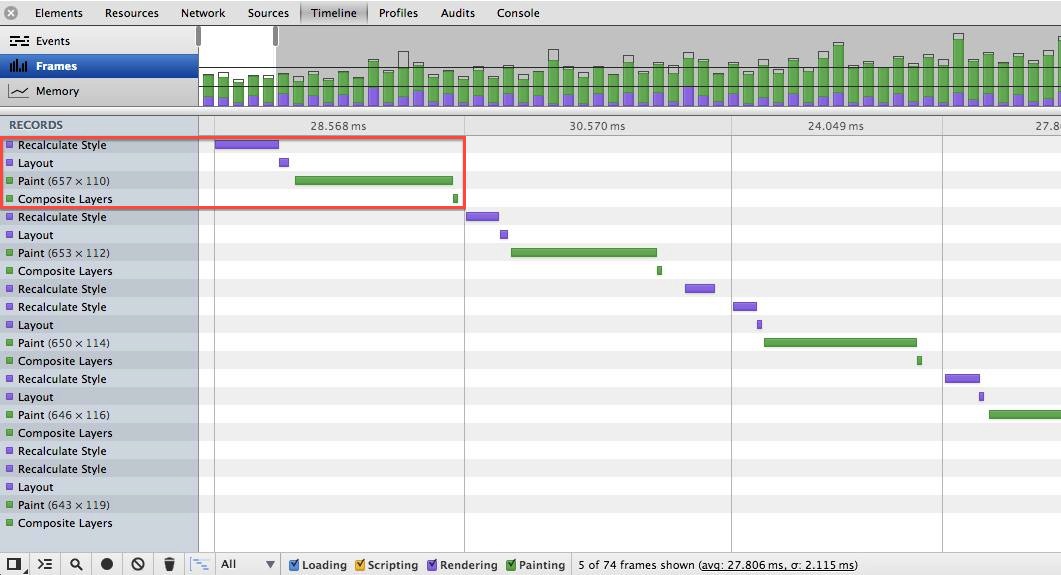 Elements Resources Network Sources Timeline Profiles Audits Console
Events
Frames
Memory
RECORDS 28.568 ms 30.570 ms 24.049 ms 27.8
Recalculate Style
Layout
Paint (657 × 110)
Composite Layers
Recalculate Style
Layout
Paint (653 × 112)
Composite Layers
Recalculate Style
Recalculate Style
Layout
Paint (650 × 114)
Composite Layers
Recalculate Style
Layout
Paint (646 × 116)
Composite Layers
Recalculate Style
Recalculate Style
Layout
Paint (643 × 119)
Composite Layers
All Loading Scripting Rendering Painting 5 of 74 frames shown (avg: 27.806 ms, σ: 2.115 ms)